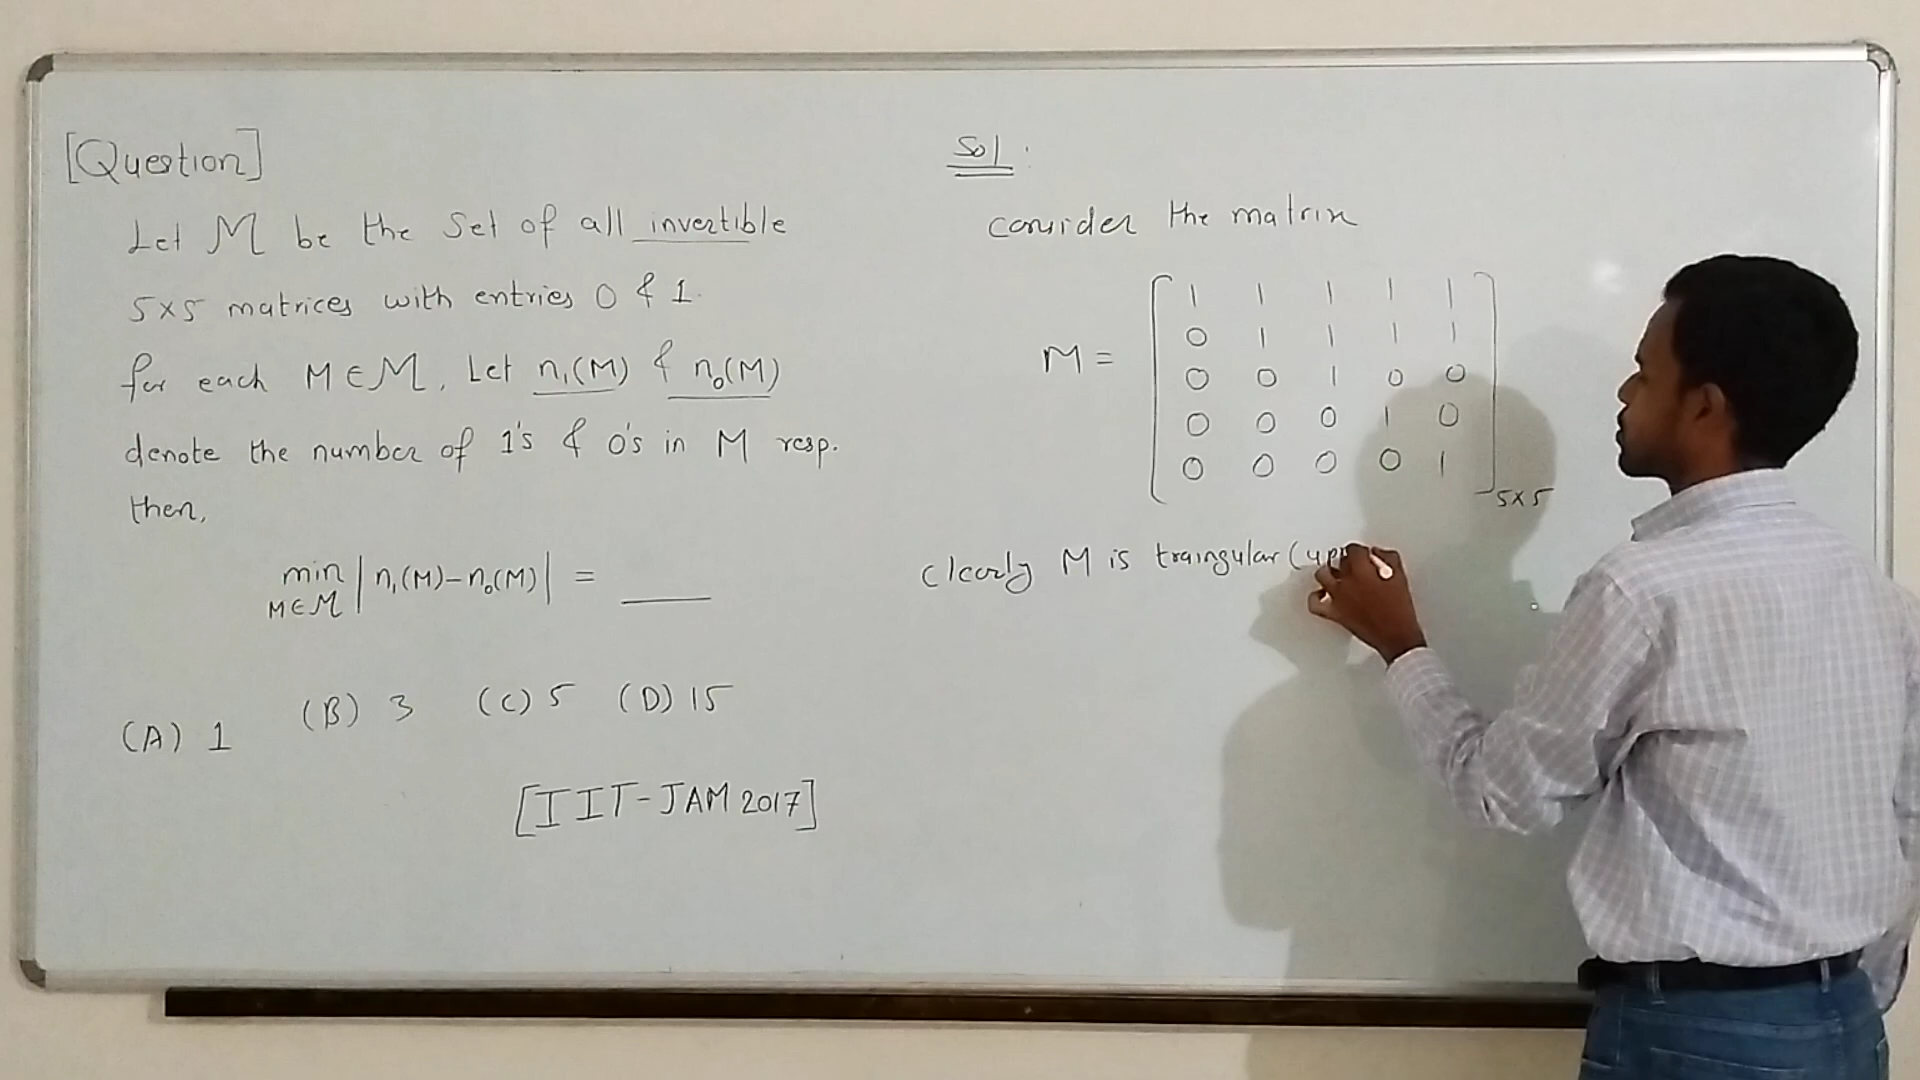 [Question]
Let M be the set of all invertible
5×5 matrices with entries 0 & 1.
for each M ∈ M, Let n₁(M) & n₀(M)
denote the number of 1's & 0's in M resp.
then,
min | n₁(M) – n₀(M) | = ____
M∈M
(A) 1 (B) 3 (C) 5 (D) 15
[IIT-JAM 2017]
Sol :
consider the matrix
1 1 1 1 1
0 1 1 1 1
M = 0 0 1 0 0
0 0 0 1 0
0 0 0 0 1
5×5
clearly M is traingular (upp